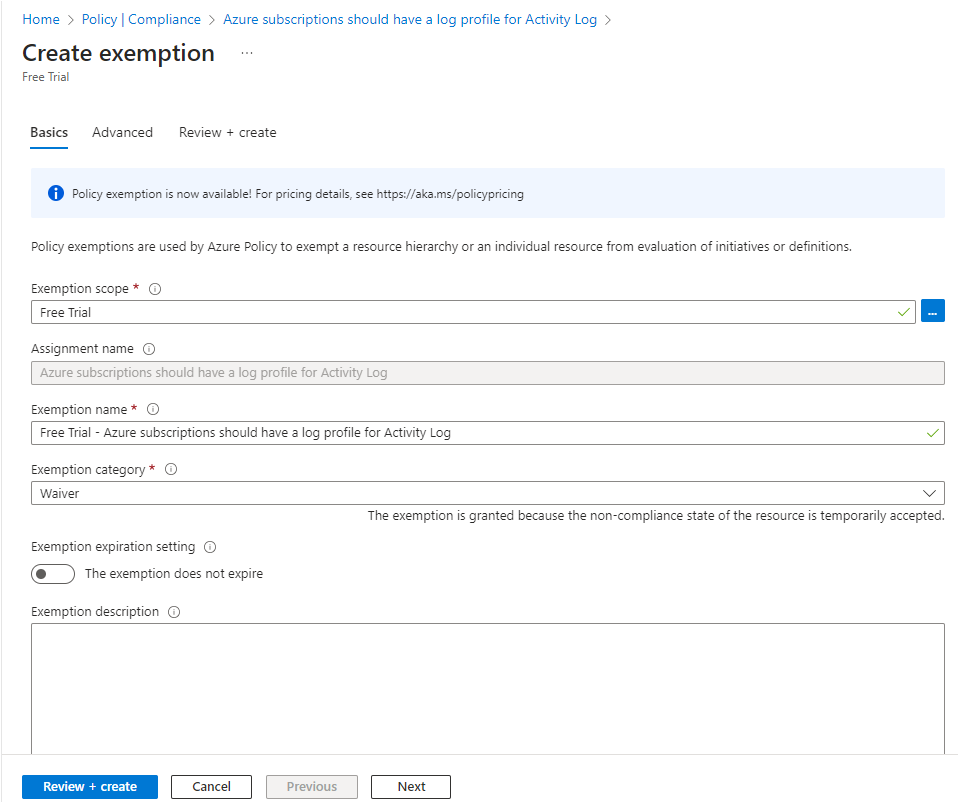 Home > Policy | Compliance > Azure subscriptions should have a log profile for Activity Log >
Create exemption ...
Free Trial
Basics Advanced Review + create
Policy exemption is now available! For pricing details, see https://aka.ms/policypricing
Policy exemptions are used by Azure Policy to exempt a resource hierarchy or an individual resource from evaluation of initiatives or definitions.
Exemption scope *
Free Trial ...
Assignment name
Azure subscriptions should have a log profile for Activity Log
Exemption name *
Free Trial - Azure subscriptions should have a log profile for Activity Log
Exemption category *
Waiver
The exemption is granted because the non-compliance state of the resource is temporarily accepted.
Exemption expiration setting
The exemption does not expire
Exemption description
Review + create Cancel Previous Next